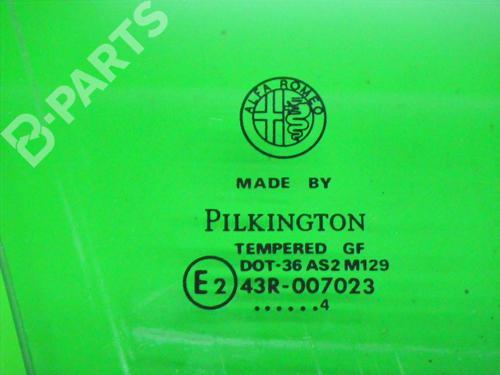 B-PARTS
ALFA ROMEO
MADE BY
PILKINGTON
TEMPERED GF
DOT-36 AS2 M129
E2 43R-007023
......4